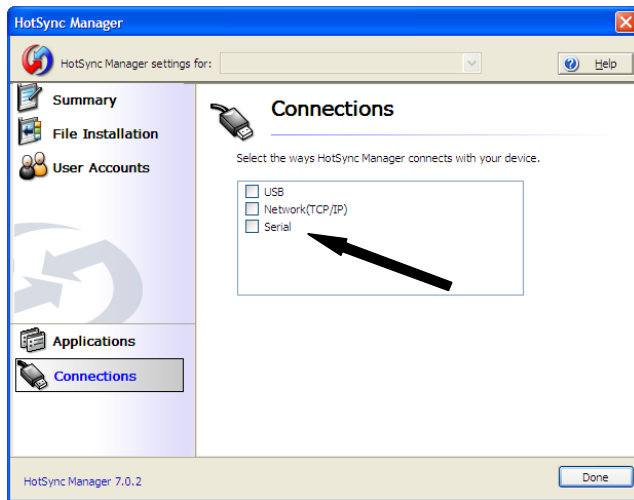 HotSync Manager
HotSync Manager settings for:
Help
Summary
File Installation
User Accounts
Applications
Connections
Connections
Select the ways HotSync Manager connects with your device.
USB
Network(TCP/IP)
Serial
HotSync Manager 7.0.2
Done